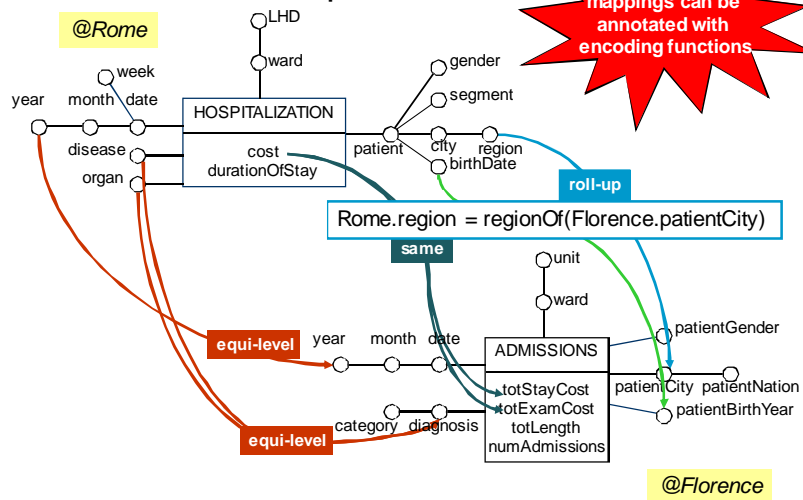 mappings can be
annotated with
encoding functions
@Rome
LHD
ward
week
year
month
date
HOSPITALIZATION
gender
segment
patient
city
region
birthDate
disease
organ
cost
durationOfStay
roll-up
Rome.region = regionOf(Florence.patientCity)
same
unit
ward
equi-level
year
month
date
ADMISSIONS
patientGender
patientCity
patientNation
patientBirthYear
totStayCost
totExamCost
totLength
numAdmissions
category
diagnosis
equi-level
@Florence